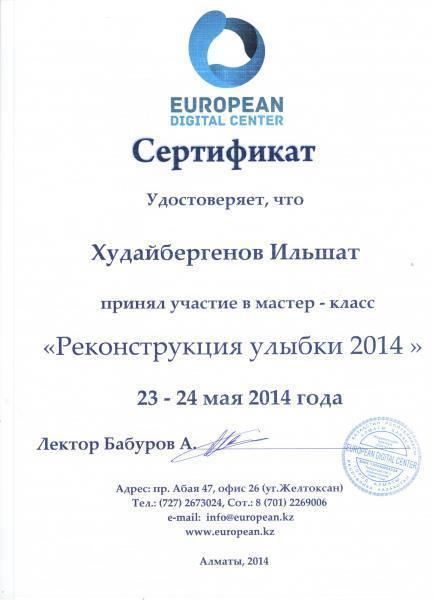 EUROPEAN
DIGITAL CENTER
Сертификат
Удостоверяет, что
Худайбергенов Ильшат
принял участие в мастер - класс
«Реконструкция улыбки 2014 »
23 - 24 мая 2014 года
Лектор Бабуров А.
EUROPEAN DIGITAL CENTER
Адрес: пр. Абая 47, офис 26 (уг.Желтоксан)
Тел.: (727) 2673024, Сот.: 8 (701) 2269006
e-mail: info@european.kz
www.european.kz
Алматы, 2014